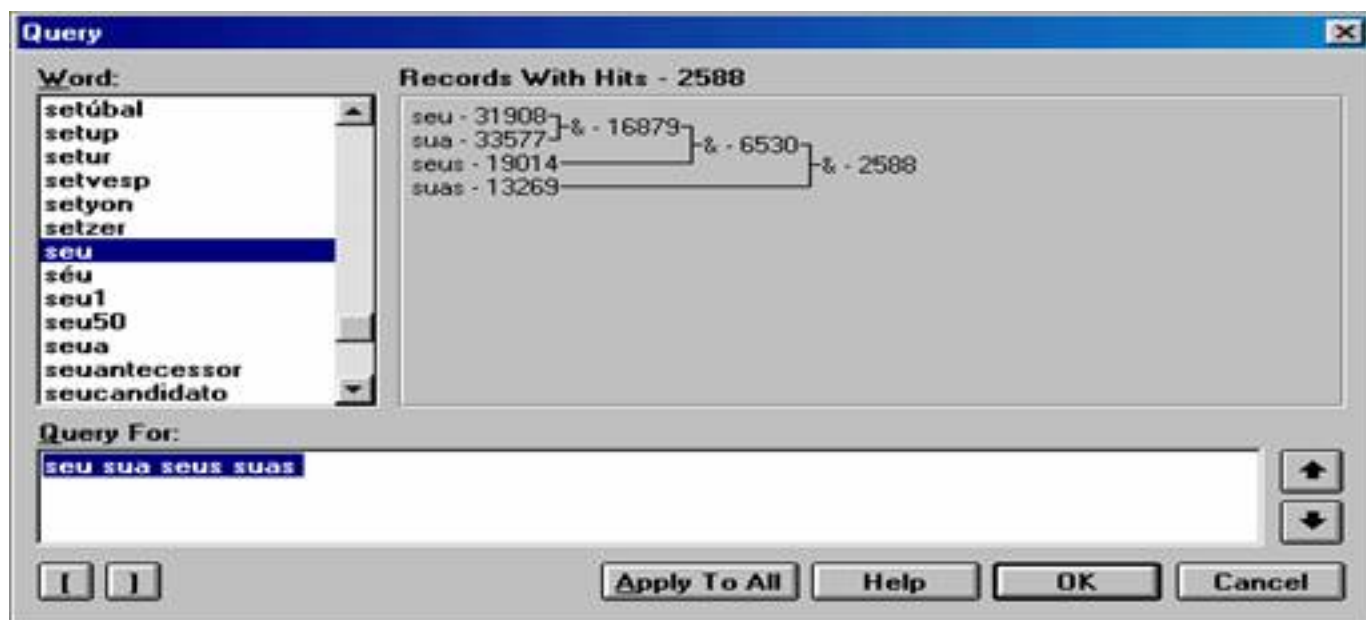 Query
Word:
Records With Hits - 2588
setúbal
setup
setur
setvesp
setyon
setzer
seu
séu
seu1
seu50
seua
seuantecessor
seucandidato
seu - 31908
sua - 33577
seus - 19014
suas - 13269
& - 16879
& - 6530
& - 2588
Query For:
seu sua seus suas
[ ] Apply To All Help OK Cancel